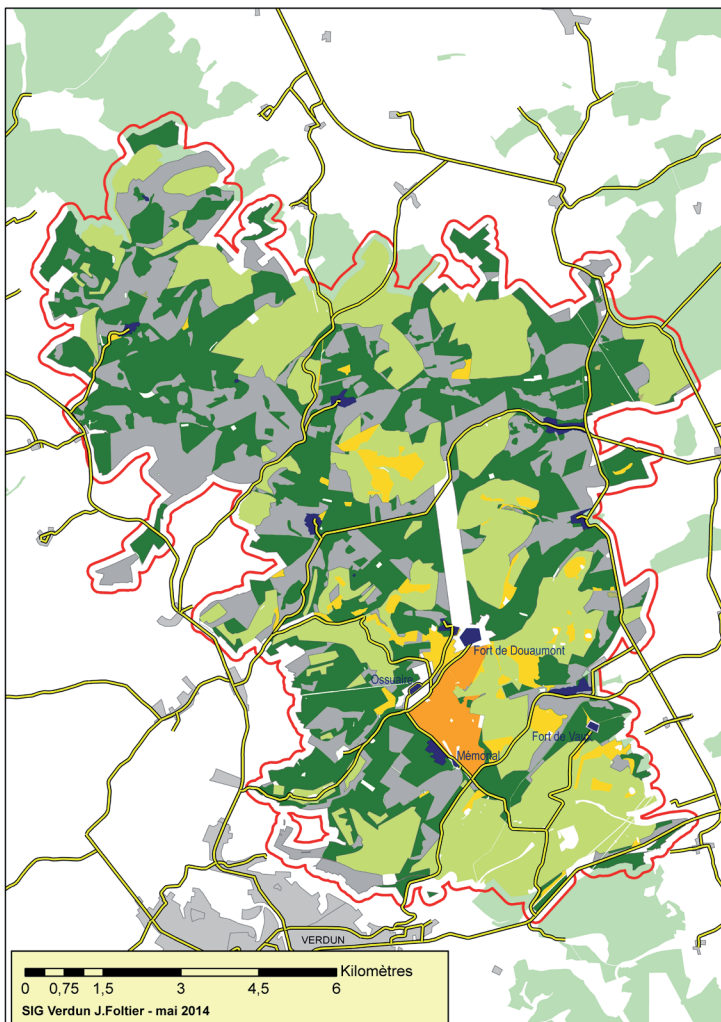 Fort de Douaumont
Ossuaire
Fort de Vaux
Mémorial
VERDUN
Kilomètres
0 0,75 1,5 3 4,5 6
SIG Verdun J.Foltier - mai 2014